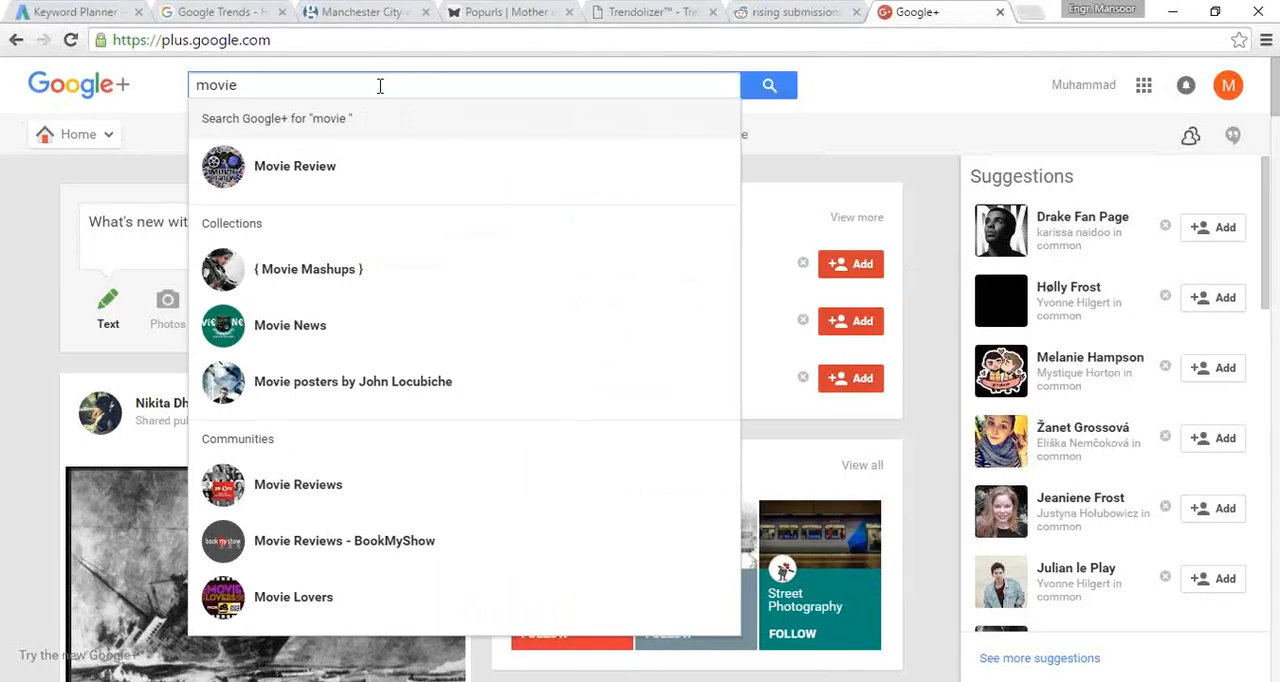 Keyword Planner
Google Trends - H
Manchester City v
Popurls | Mother
Trendolizer™ - Tre
rising submissions
Google+
Engr. Mansoor
https://plus.google.com
Google+
movie
Muhammad
M
Search Google+ for "movie "
Home
Movie Review
Collections
{ Movie Mashups }
Movie News
Movie posters by John Locubiche
Communities
Movie Reviews
Movie Reviews - BookMyShow
Movie Lovers
What's new wit
Text
Photos
Nikita Dh
Shared pul
Try the new Google+
View more
Add
Add
Add
View all
Street
Photography
FOLLOW
Suggestions
Drake Fan Page
karissa naidoo in
common
Add
Hølly Frost
Yvonne Hilgert in
common
Add
Melanie Hampson
Mystique Horton in
common
Add
Žanet Grossová
Eliška Nemčoková in
common
Add
Jeaniene Frost
Justyna Hołubowicz in
common
Add
Julian le Play
Yvonne Hilgert in
common
Add
See more suggestions